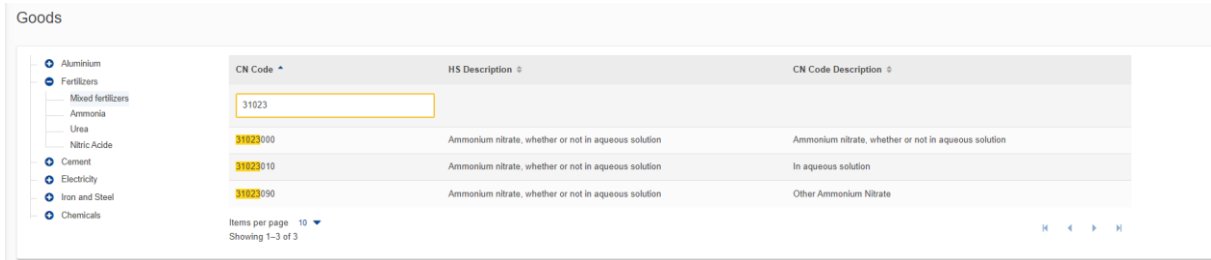 Goods
Aluminium
Fertilizers
Mixed fertilizers
Ammonia
Urea
Nitric Acide
Cement
Electricity
Iron and Steel
Chemicals
CN Code HS Description CN Code Description
31023
31023000 Ammonium nitrate, whether or not in aqueous solution Ammonium nitrate, whether or not in aqueous solution
31023010 Ammonium nitrate, whether or not in aqueous solution In aqueous solution
31023090 Ammonium nitrate, whether or not in aqueous solution Other Ammonium Nitrate
Items per page 10
Showing 1–3 of 3